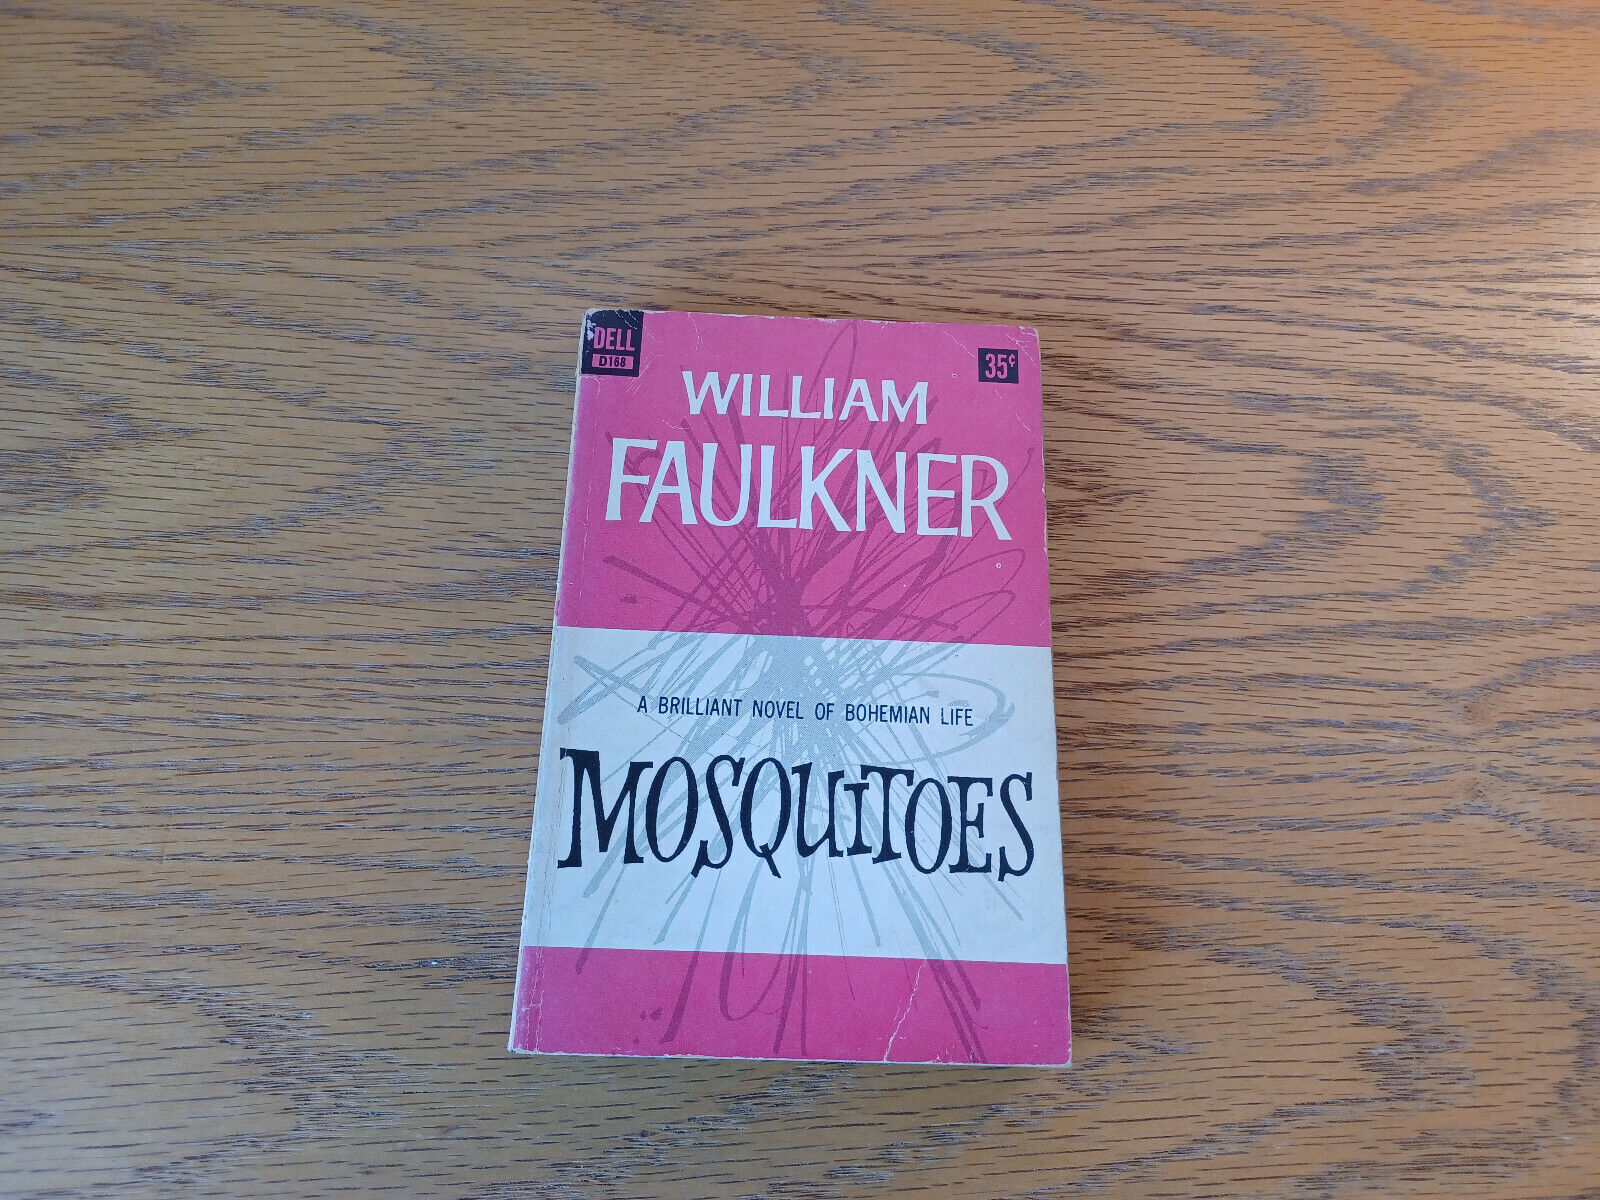 DELL
D168
35¢
WILLIAM
FAULKNER
A BRILLIANT NOVEL OF BOHEMIAN LIFE
MOSQUITOES